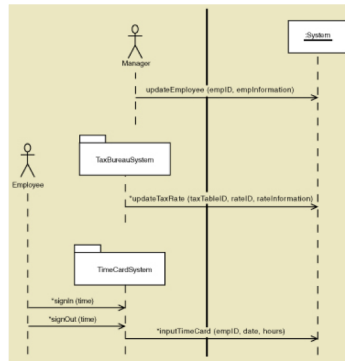 :System
Manager
updateEmployee (empID, empInformation)
TaxBureauSystem
Employee
*updateTaxRate (taxTableID, rateID, rateInformation)
TimeCardSystem
*signIn (time)
*signOut (time)
*inputTimeCard (empID, date, hours)